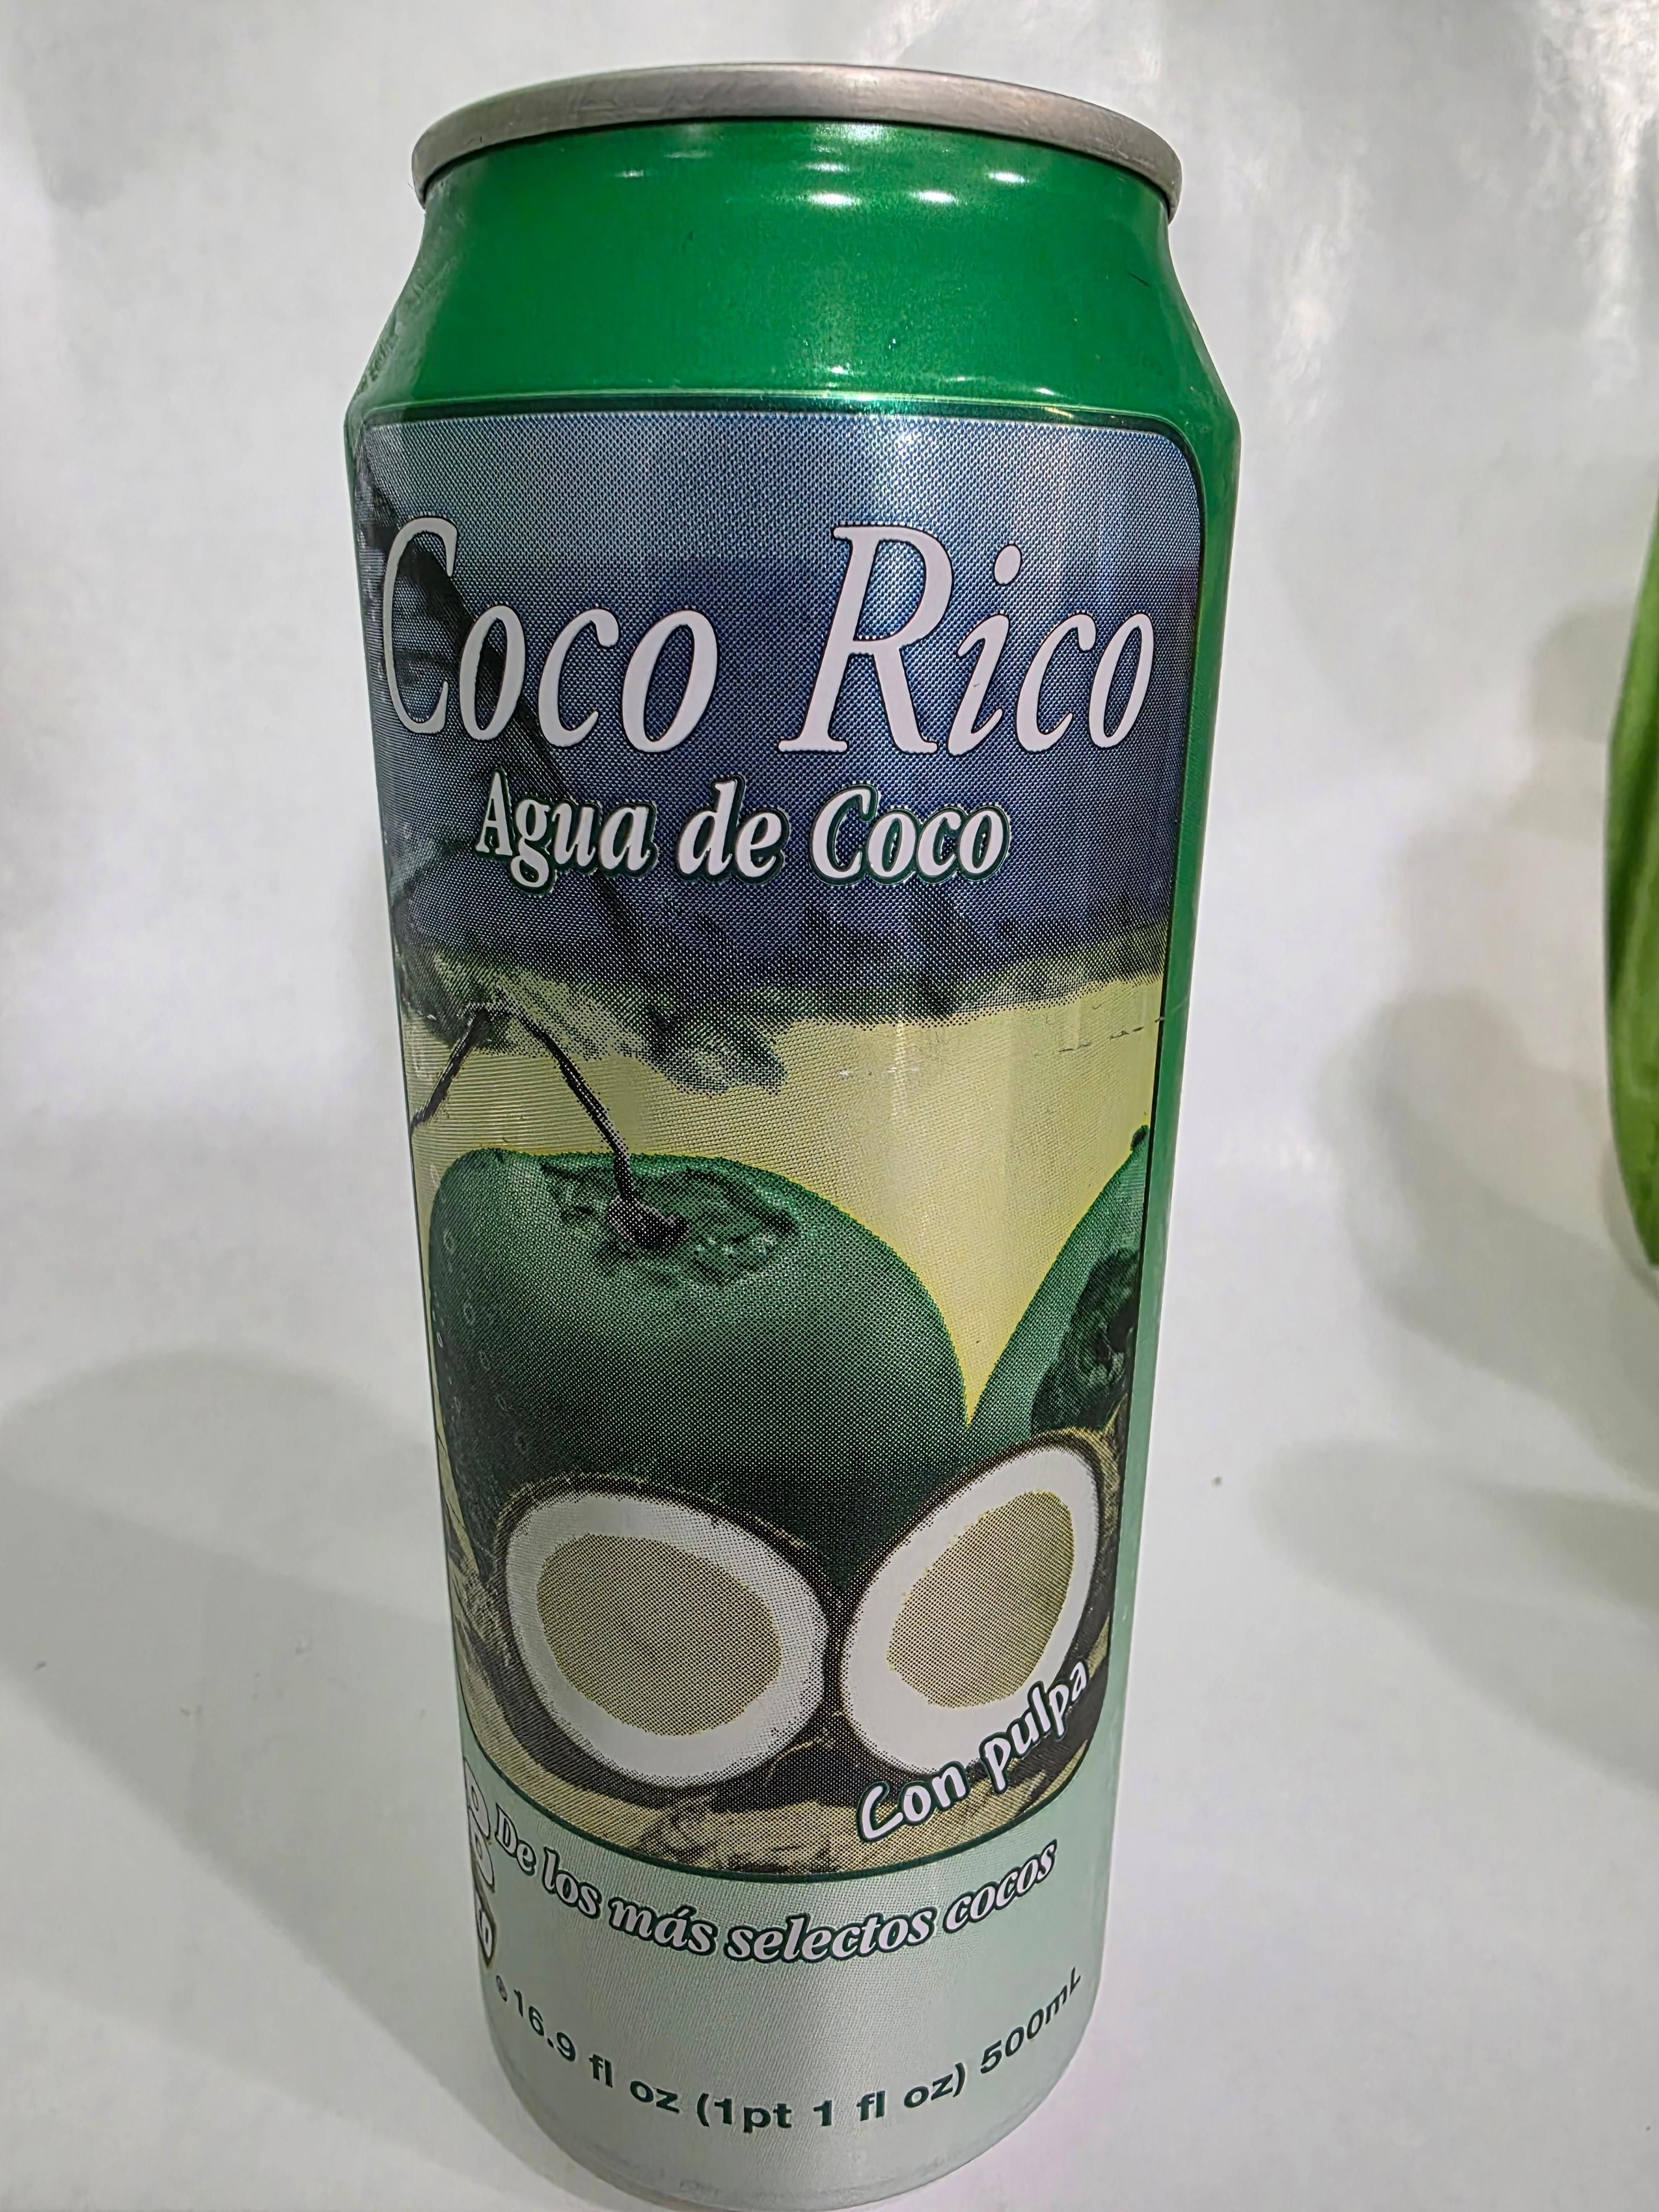 Coco Rico
Agua de Coco
Con pulpa
De los más selectos cocos
16.9 fl oz (1pt 1 fl oz) 500mL